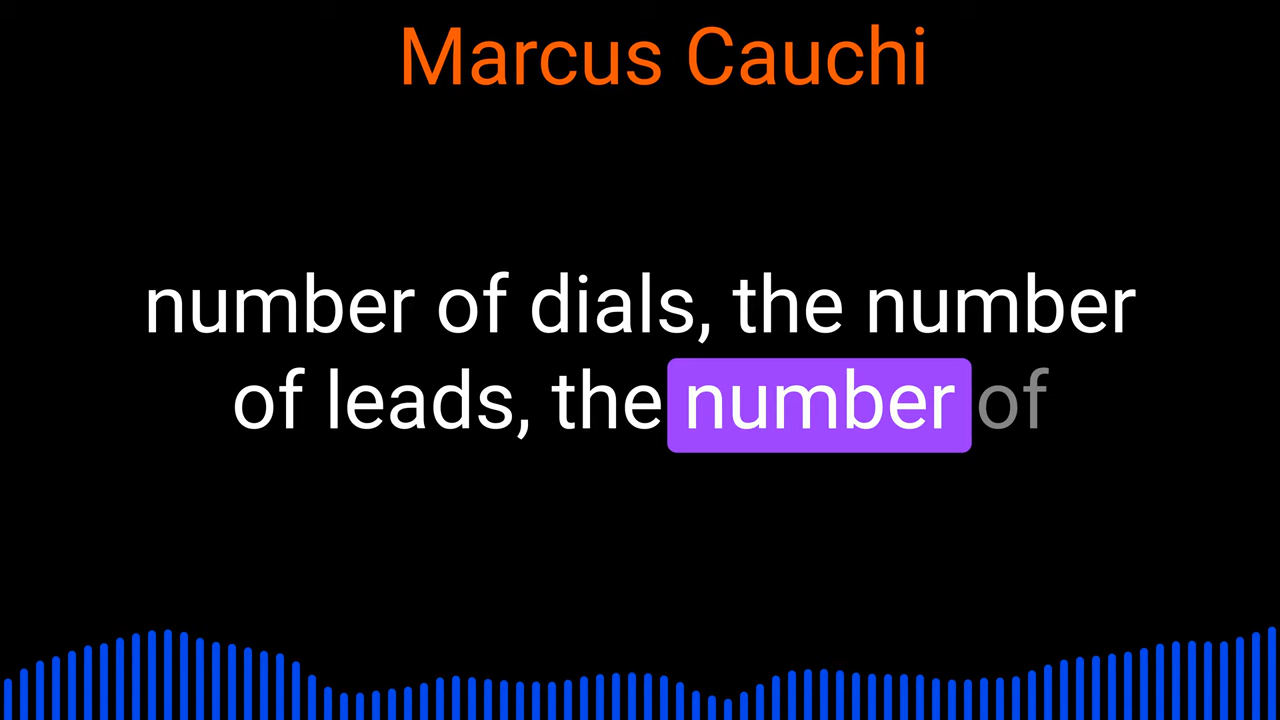 Marcus Cauchi
number of dials, the number
of leads, the number of